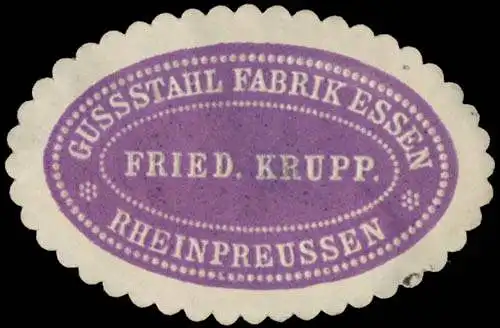 GUSSSTAHL FABRIK ESSEN
FRIED. KRUPP.
RHEINPREUSSEN